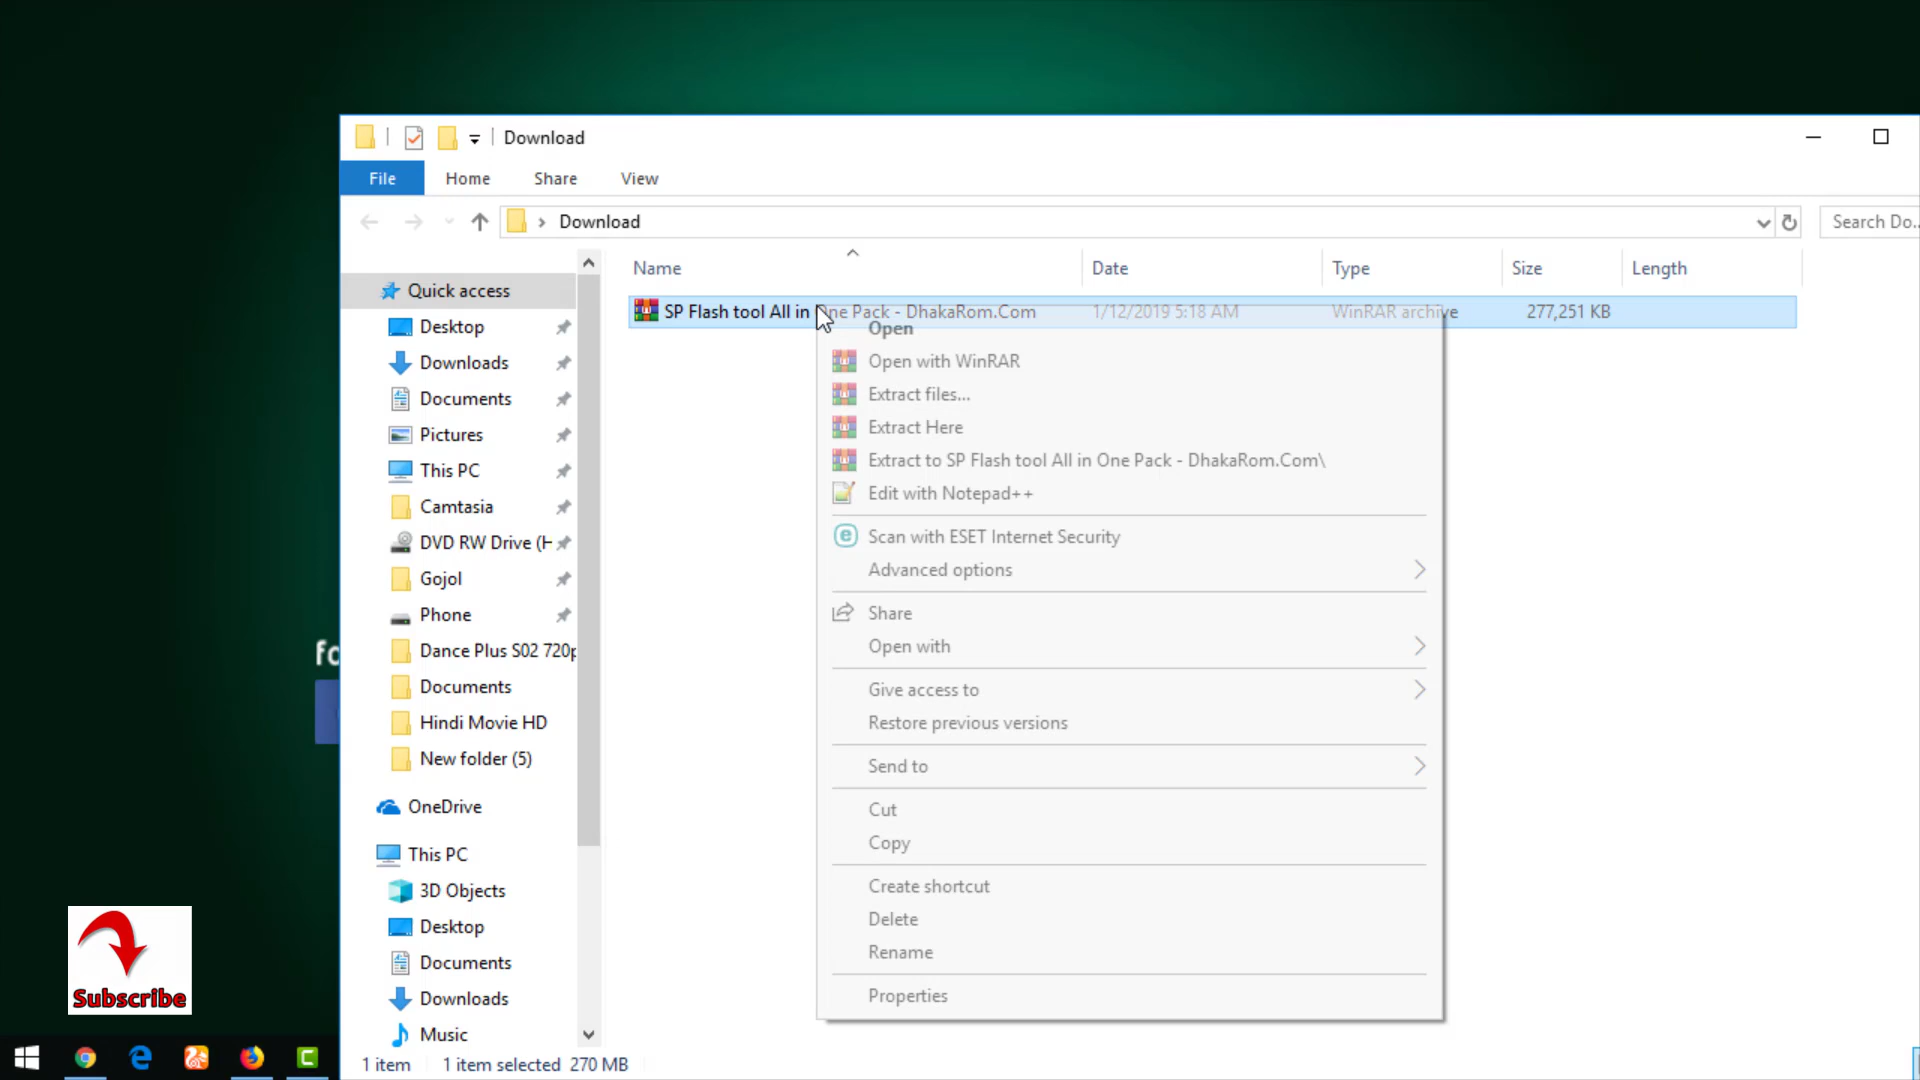 Download
File Home Share View
Download
Search Do...
Name Date Type Size Length
SP Flash tool All in One Pack - DhakaRom.Com 1/12/2019 5:18 AM WinRAR archive 277,251 KB
Quick access
Desktop
Downloads
Documents
Pictures
This PC
Camtasia
DVD RW Drive (H
Gojol
Phone
Dance Plus S02 720p
Documents
Hindi Movie HD
New folder (5)
OneDrive
This PC
3D Objects
Desktop
Documents
Downloads
Music
Open
Open with WinRAR
Extract files...
Extract Here
Extract to SP Flash tool All in One Pack - DhakaRom.Com\
Edit with Notepad++
Scan with ESET Internet Security
Advanced options
Share
Open with
Give access to
Restore previous versions
Send to
Cut
Copy
Create shortcut
Delete
Rename
Properties
1 item 1 item selected 270 MB
fo
Subscribe